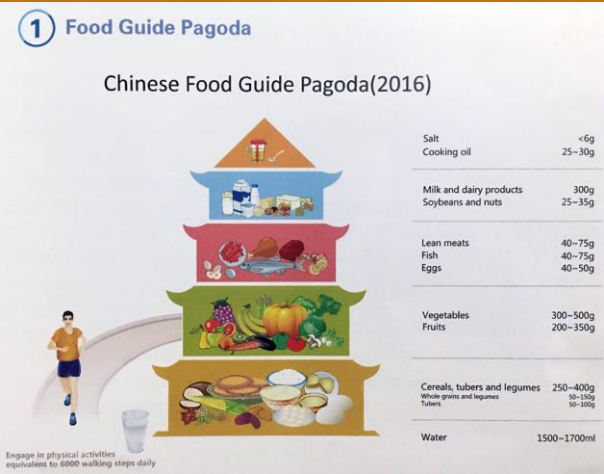 1 Food Guide Pagoda
Chinese Food Guide Pagoda(2016)
Salt <6g
Cooking oil 25~30g
Milk and dairy products 300g
Soybeans and nuts 25~35g
Lean meats 40~75g
Fish 40~75g
Eggs 40~50g
Vegetables 300~500g
Fruits 200~350g
Cereals, tubers and legumes 250~400g
Whole grains and legumes 50~150g
Tubers 50~100g
Water 1500~1700ml
Engage in physical activities
equivalent to 6000 walking steps daily